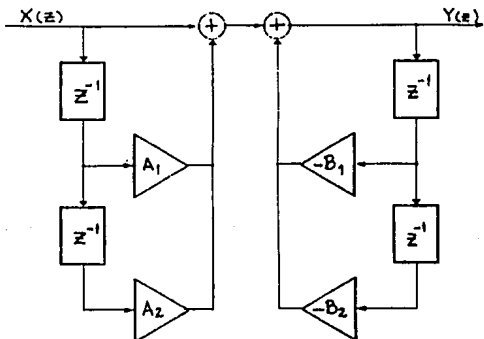 X(z) + + Y(z)
z⁻¹ z⁻¹
A₁ -B₁
z⁻¹ z⁻¹
A₂ -B₂